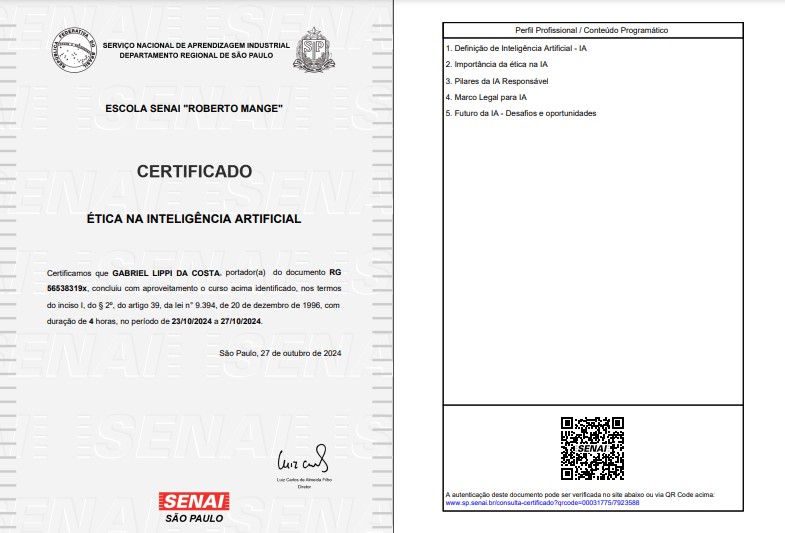 SERVIÇO NACIONAL DE APRENDIZAGEM INDUSTRIAL
DEPARTAMENTO REGIONAL DE SÃO PAULO
ESCOLA SENAI "ROBERTO MANGE"
CERTIFICADO
ÉTICA NA INTELIGÊNCIA ARTIFICIAL
Certificamos que GABRIEL LIPPI DA COSTA, portador(a) do documento RG
56538319x, concluiu com aproveitamento o curso acima identificado, nos termos
do inciso I, do § 2º, do artigo 39, da lei n° 9.394, de 20 de dezembro de 1996, com
duração de 4 horas, no período de 23/10/2024 a 27/10/2024.
São Paulo, 27 de outubro de 2024
Luiz Carlos de Almeida Filho
Diretor
SENAI
SÃO PAULO
Perfil Profissional / Conteúdo Programático
1. Definição de Inteligência Artificial - IA
2. Importância da ética na IA
3. Pilares da IA Responsável
4. Marco Legal para IA
5. Futuro da IA - Desafios e oportunidades
SENAI
A autenticação deste documento pode ser verificada no site abaixo ou via QR Code acima:
www.sp.senai.br/consulta-certificado?qrcode=00031775/7923588